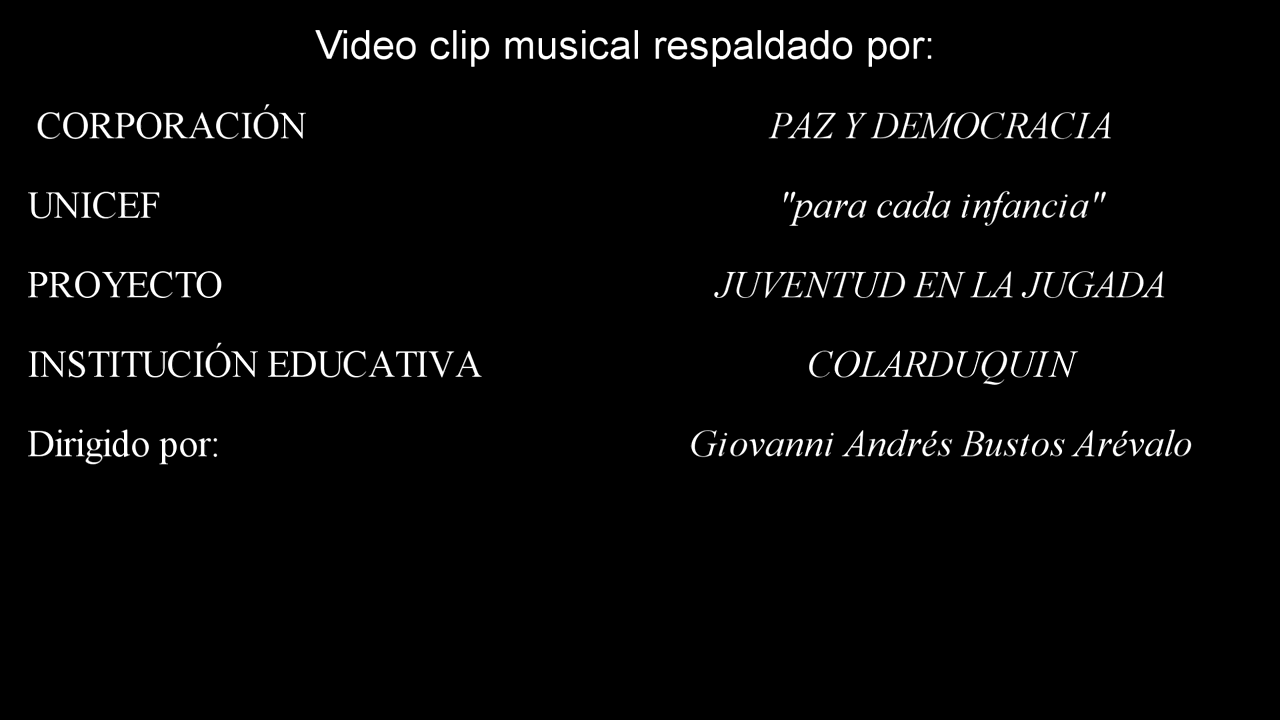 Video clip musical respaldado por:
CORPORACIÓN PAZ Y DEMOCRACIA
UNICEF "para cada infancia"
PROYECTO JUVENTUD EN LA JUGADA
INSTITUCIÓN EDUCATIVA COLARDUQUIN
Dirigido por: Giovanni Andrés Bustos Arévalo